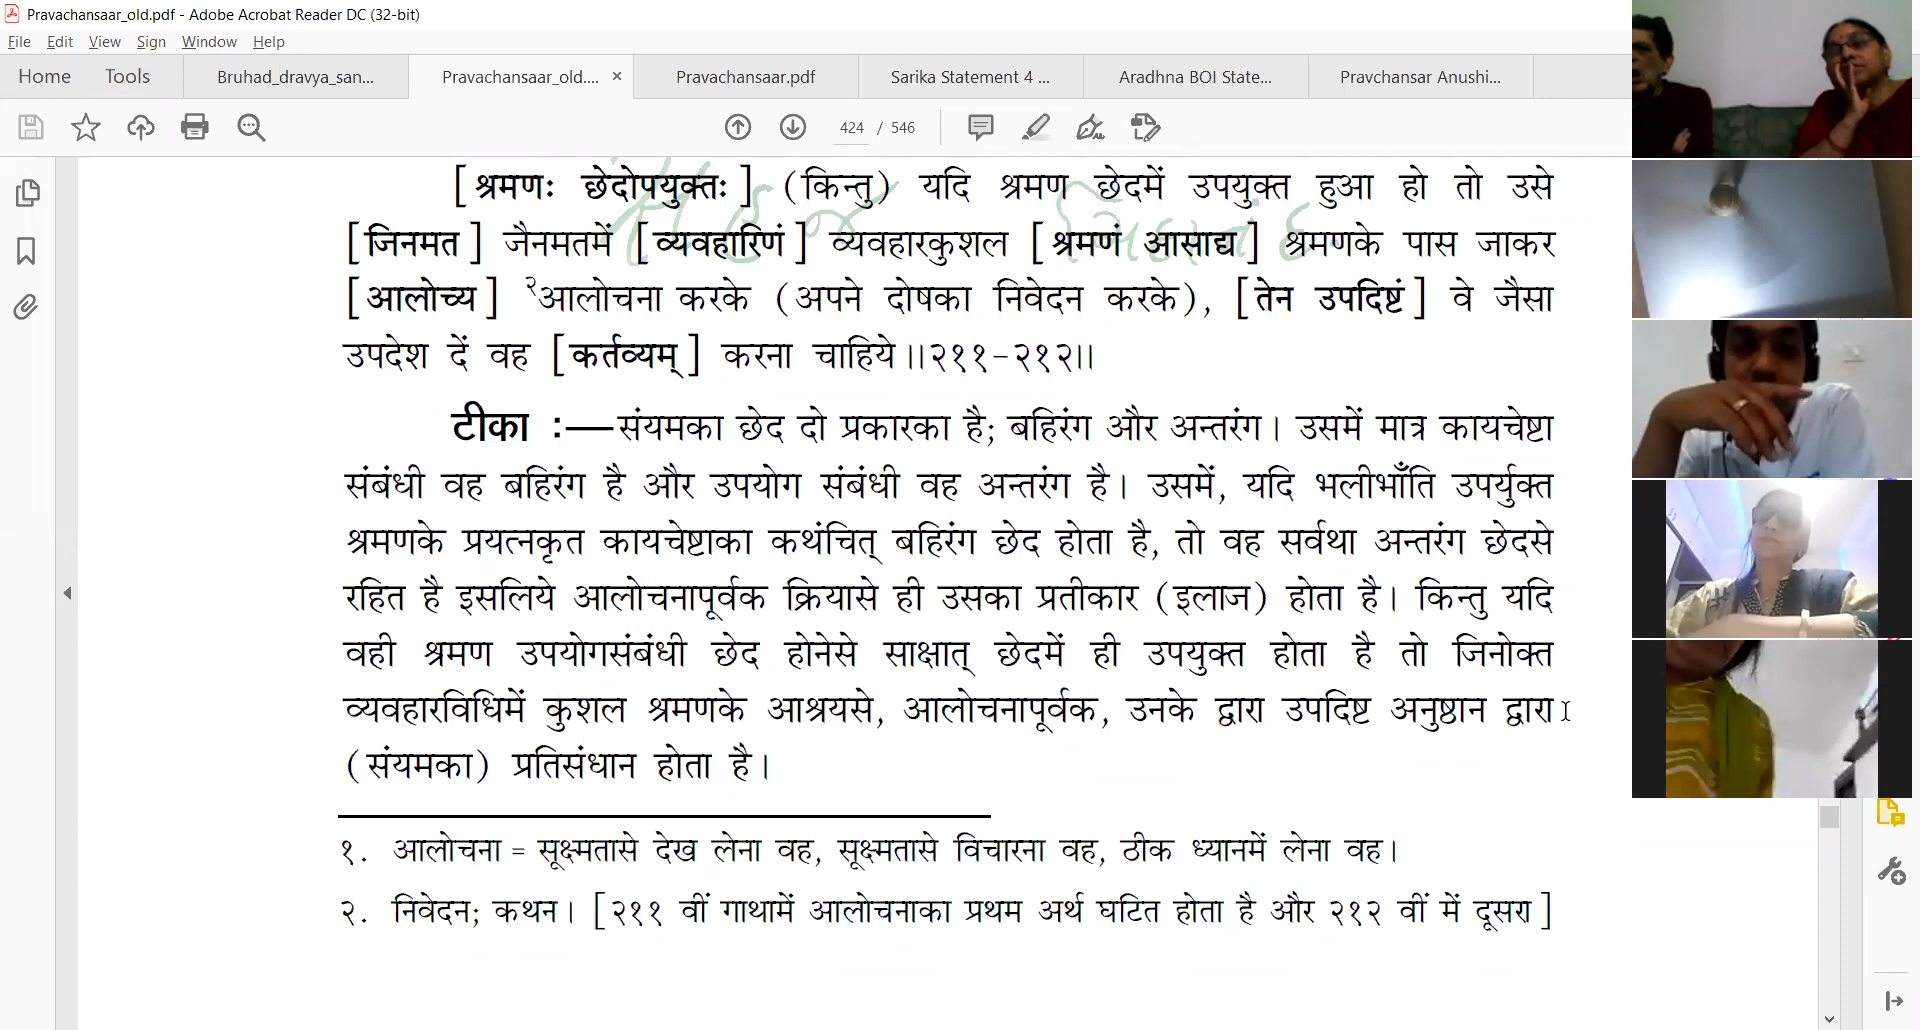 Pravachansaar_old.pdf - Adobe Acrobat Reader DC (32-bit)
File Edit View Sign Window Help
Home Tools Bruhad_dravya_san... Pravachansaar_old.... × Pravachansaar.pdf Sarika Statement 4 ... Aradhna BOI State... Pravchansar Anushi...
424 / 546
[श्रमणः छेदोपयुक्तः] (किन्तु) यदि श्रमण छेदमें उपयुक्त हुआ हो तो उसे
[जिनमत] जैनमतमें [व्यवहारिणं] व्यवहारकुशल [श्रमणं आसाद्य] श्रमणके पास जाकर
[आलोच्य] २आलोचना करके (अपने दोषका निवेदन करके), [तेन उपदिष्टं] वे जैसा
उपदेश दें वह [कर्तव्यम्] करना चाहिये॥२११-२१२॥
टीका :—संयमका छेद दो प्रकारका है; बहिरंग और अन्तरंग। उसमें मात्र कायचेष्टा
संबंधी वह बहिरंग है और उपयोग संबंधी वह अन्तरंग है। उसमें, यदि भलीभाँति उपर्युक्त
श्रमणके प्रयत्नकृत कायचेष्टाका कथंचित् बहिरंग छेद होता है, तो वह सर्वथा अन्तरंग छेदसे
रहित है इसलिये आलोचनापूर्वक क्रियासे ही उसका प्रतीकार (इलाज) होता है। किन्तु यदि
वही श्रमण उपयोगसंबंधी छेद होनेसे साक्षात् छेदमें ही उपयुक्त होता है तो जिनोक्त
व्यवहारविधिमें कुशल श्रमणके आश्रयसे, आलोचनापूर्वक, उनके द्वारा उपदिष्ट अनुष्ठान द्वारा
(संयमका) प्रतिसंधान होता है।
१. आलोचना = सूक्ष्मतासे देख लेना वह, सूक्ष्मतासे विचारना वह, ठीक ध्यानमें लेना वह।
२. निवेदन; कथन। [२११ वीं गाथामें आलोचनाका प्रथम अर्थ घटित होता है और २१२ वीं में दूसरा]